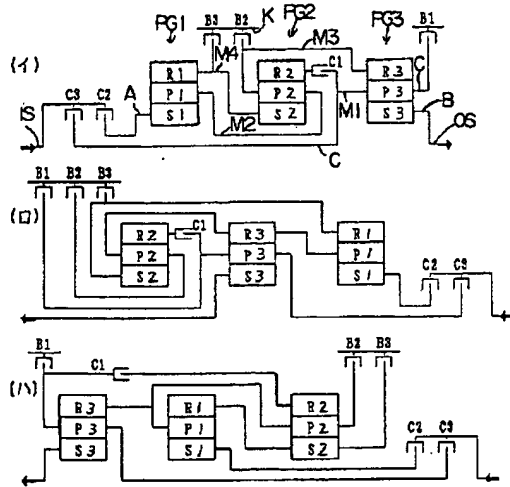 PG1 B3 B2 K PG2 PG3 B1
(イ) M4 M3
R1 R2 C1 R3 C
C3 C2 A P1 P2 M1 P3 B
IS S1 M2 S2 S3 OS
C
B1 B2 B3
(ロ) R2 C1 R3 R1
P2 P3 P1
S2 S3 S1 C2 C3
B1 B2 B3
C1
(ハ) R3 R1 R2
P3 P1 P2 C2 C3
S3 S1 S2